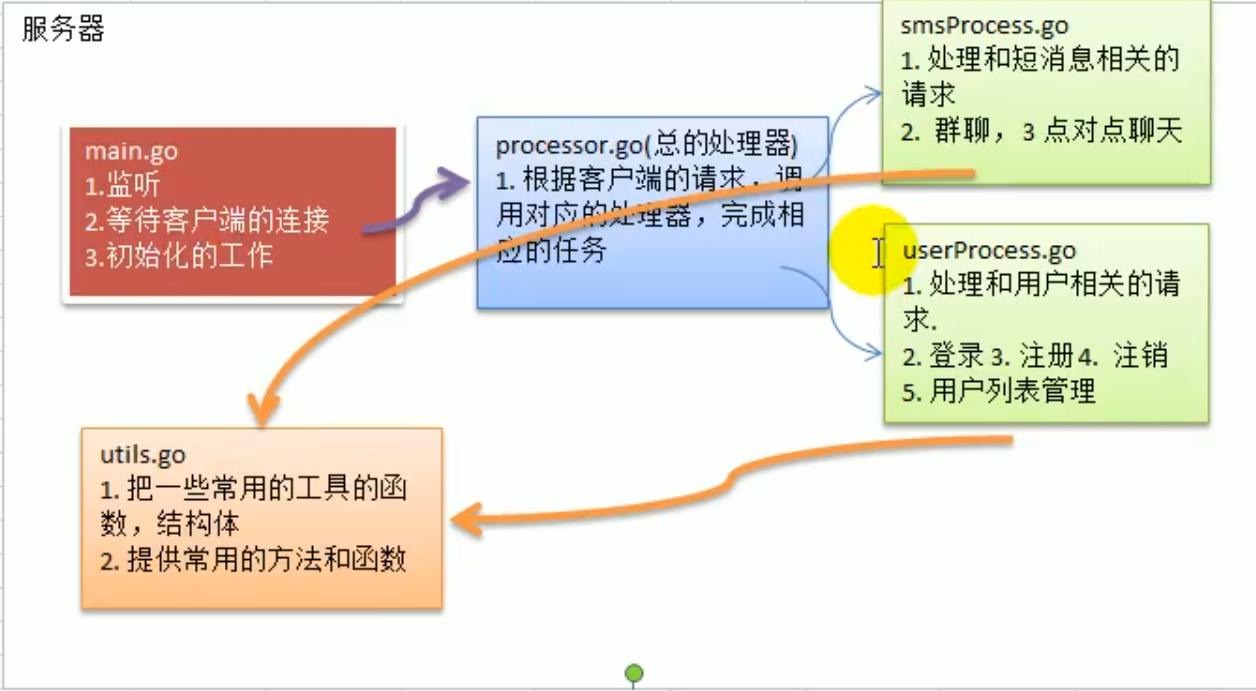 服务器
main.go
1.监听
2.等待客户端的连接
3.初始化的工作
processor.go(总的处理器)
1. 根据客户端的请求，调
用对应的处理器，完成相
应的任务
smsProcess.go
1. 处理和短消息相关的
请求
2. 群聊，3 点对点聊天
userProcess.go
1. 处理和用户相关的请
求.
2. 登录 3. 注册 4. 注销
5. 用户列表管理
utils.go
1. 把一些常用的工具的函
数，结构体
2. 提供常用的方法和函数